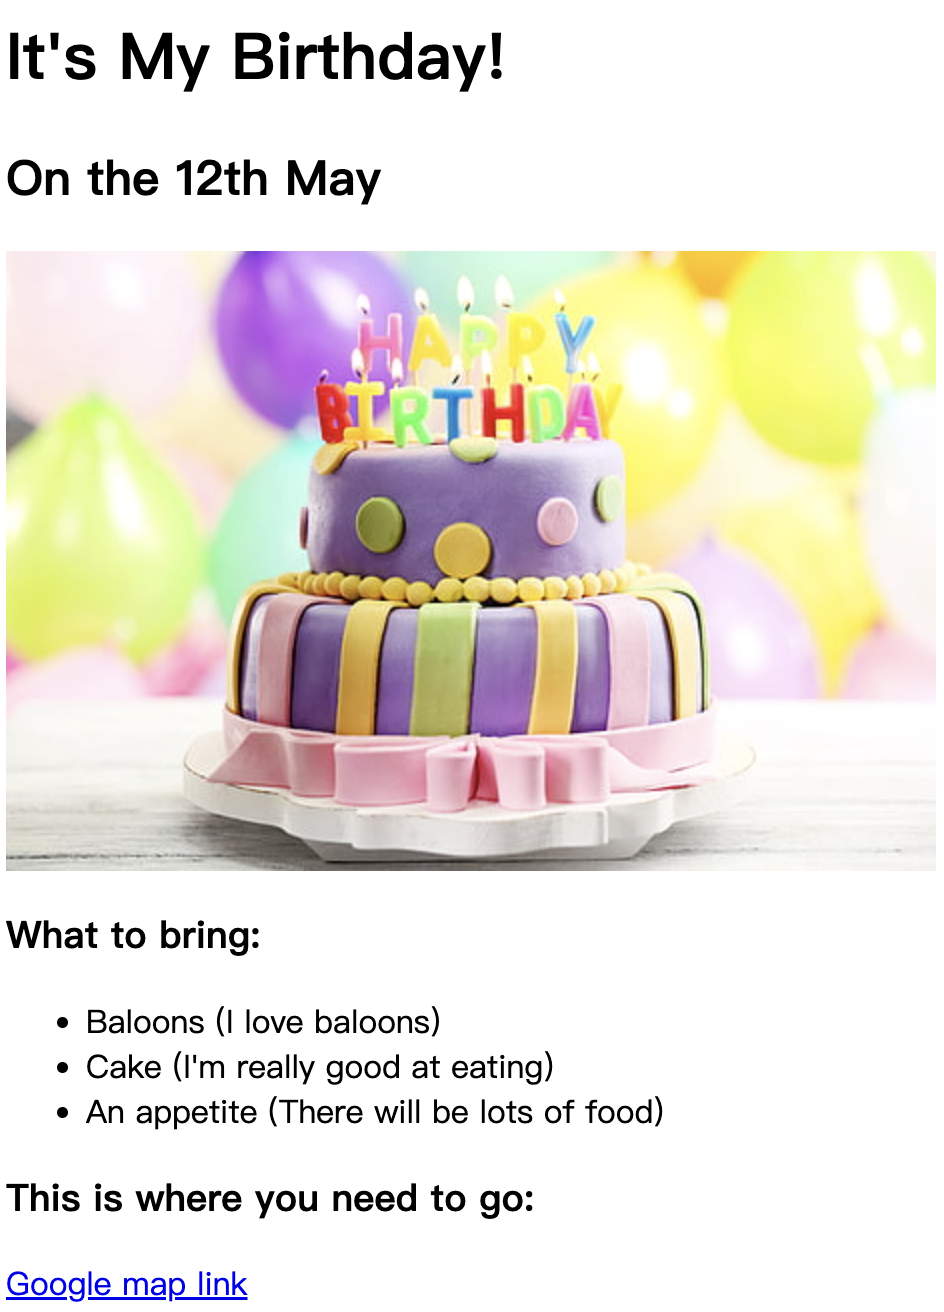 It's My Birthday!
On the 12th May
HAPPY
BIRTHDAY
What to bring:
Baloons (I love baloons)
Cake (I'm really good at eating)
An appetite (There will be lots of food)
This is where you need to go:
Google map link